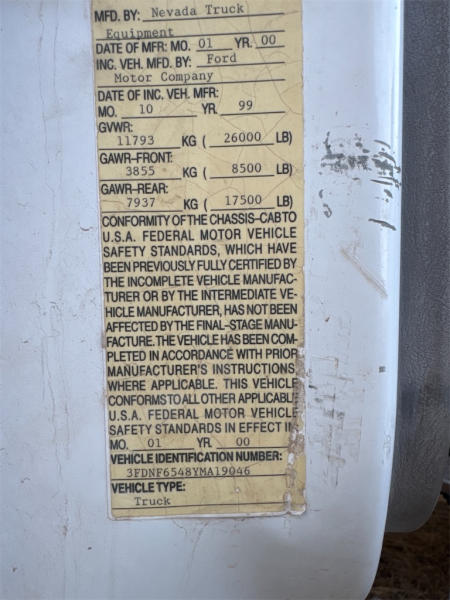 MFD. BY: Nevada Truck
Equipment
DATE OF MFR: MO. 01 YR. 00
INC. VEH. MFD. BY: Ford
Motor Company
DATE OF INC. VEH. MFR:
MO. 10 YR. 99
GVWR:
11793 KG ( 26000 LB)
GAWR-FRONT:
3855 KG ( 8500 LB)
GAWR-REAR:
7937 KG ( 17500 LB)
CONFORMITY OF THE CHASSIS-CAB TO
U.S.A. FEDERAL MOTOR VEHICLE
SAFETY STANDARDS, WHICH HAVE
BEEN PREVIOUSLY FULLY CERTIFIED BY
THE INCOMPLETE VEHICLE MANUFAC-
TURER OR BY THE INTERMEDIATE VE-
HICLE MANUFACTURER, HAS NOT BEEN
AFFECTED BY THE FINAL-STAGE MANU-
FACTURE. THE VEHICLE HAS BEEN COM-
PLETED IN ACCORDANCE WITH PRIOR
MANUFACTURER'S INSTRUCTIONS,
WHERE APPLICABLE. THIS VEHICLE
CONFORMS TO ALL OTHER APPLICABL
U.S.A. FEDERAL MOTOR VEHICLE
SAFETY STANDARDS IN EFFECT IN
MO. 01 YR. 00
VEHICLE IDENTIFICATION NUMBER:
3FDNF6548YMA19046
VEHICLE TYPE:
Truck